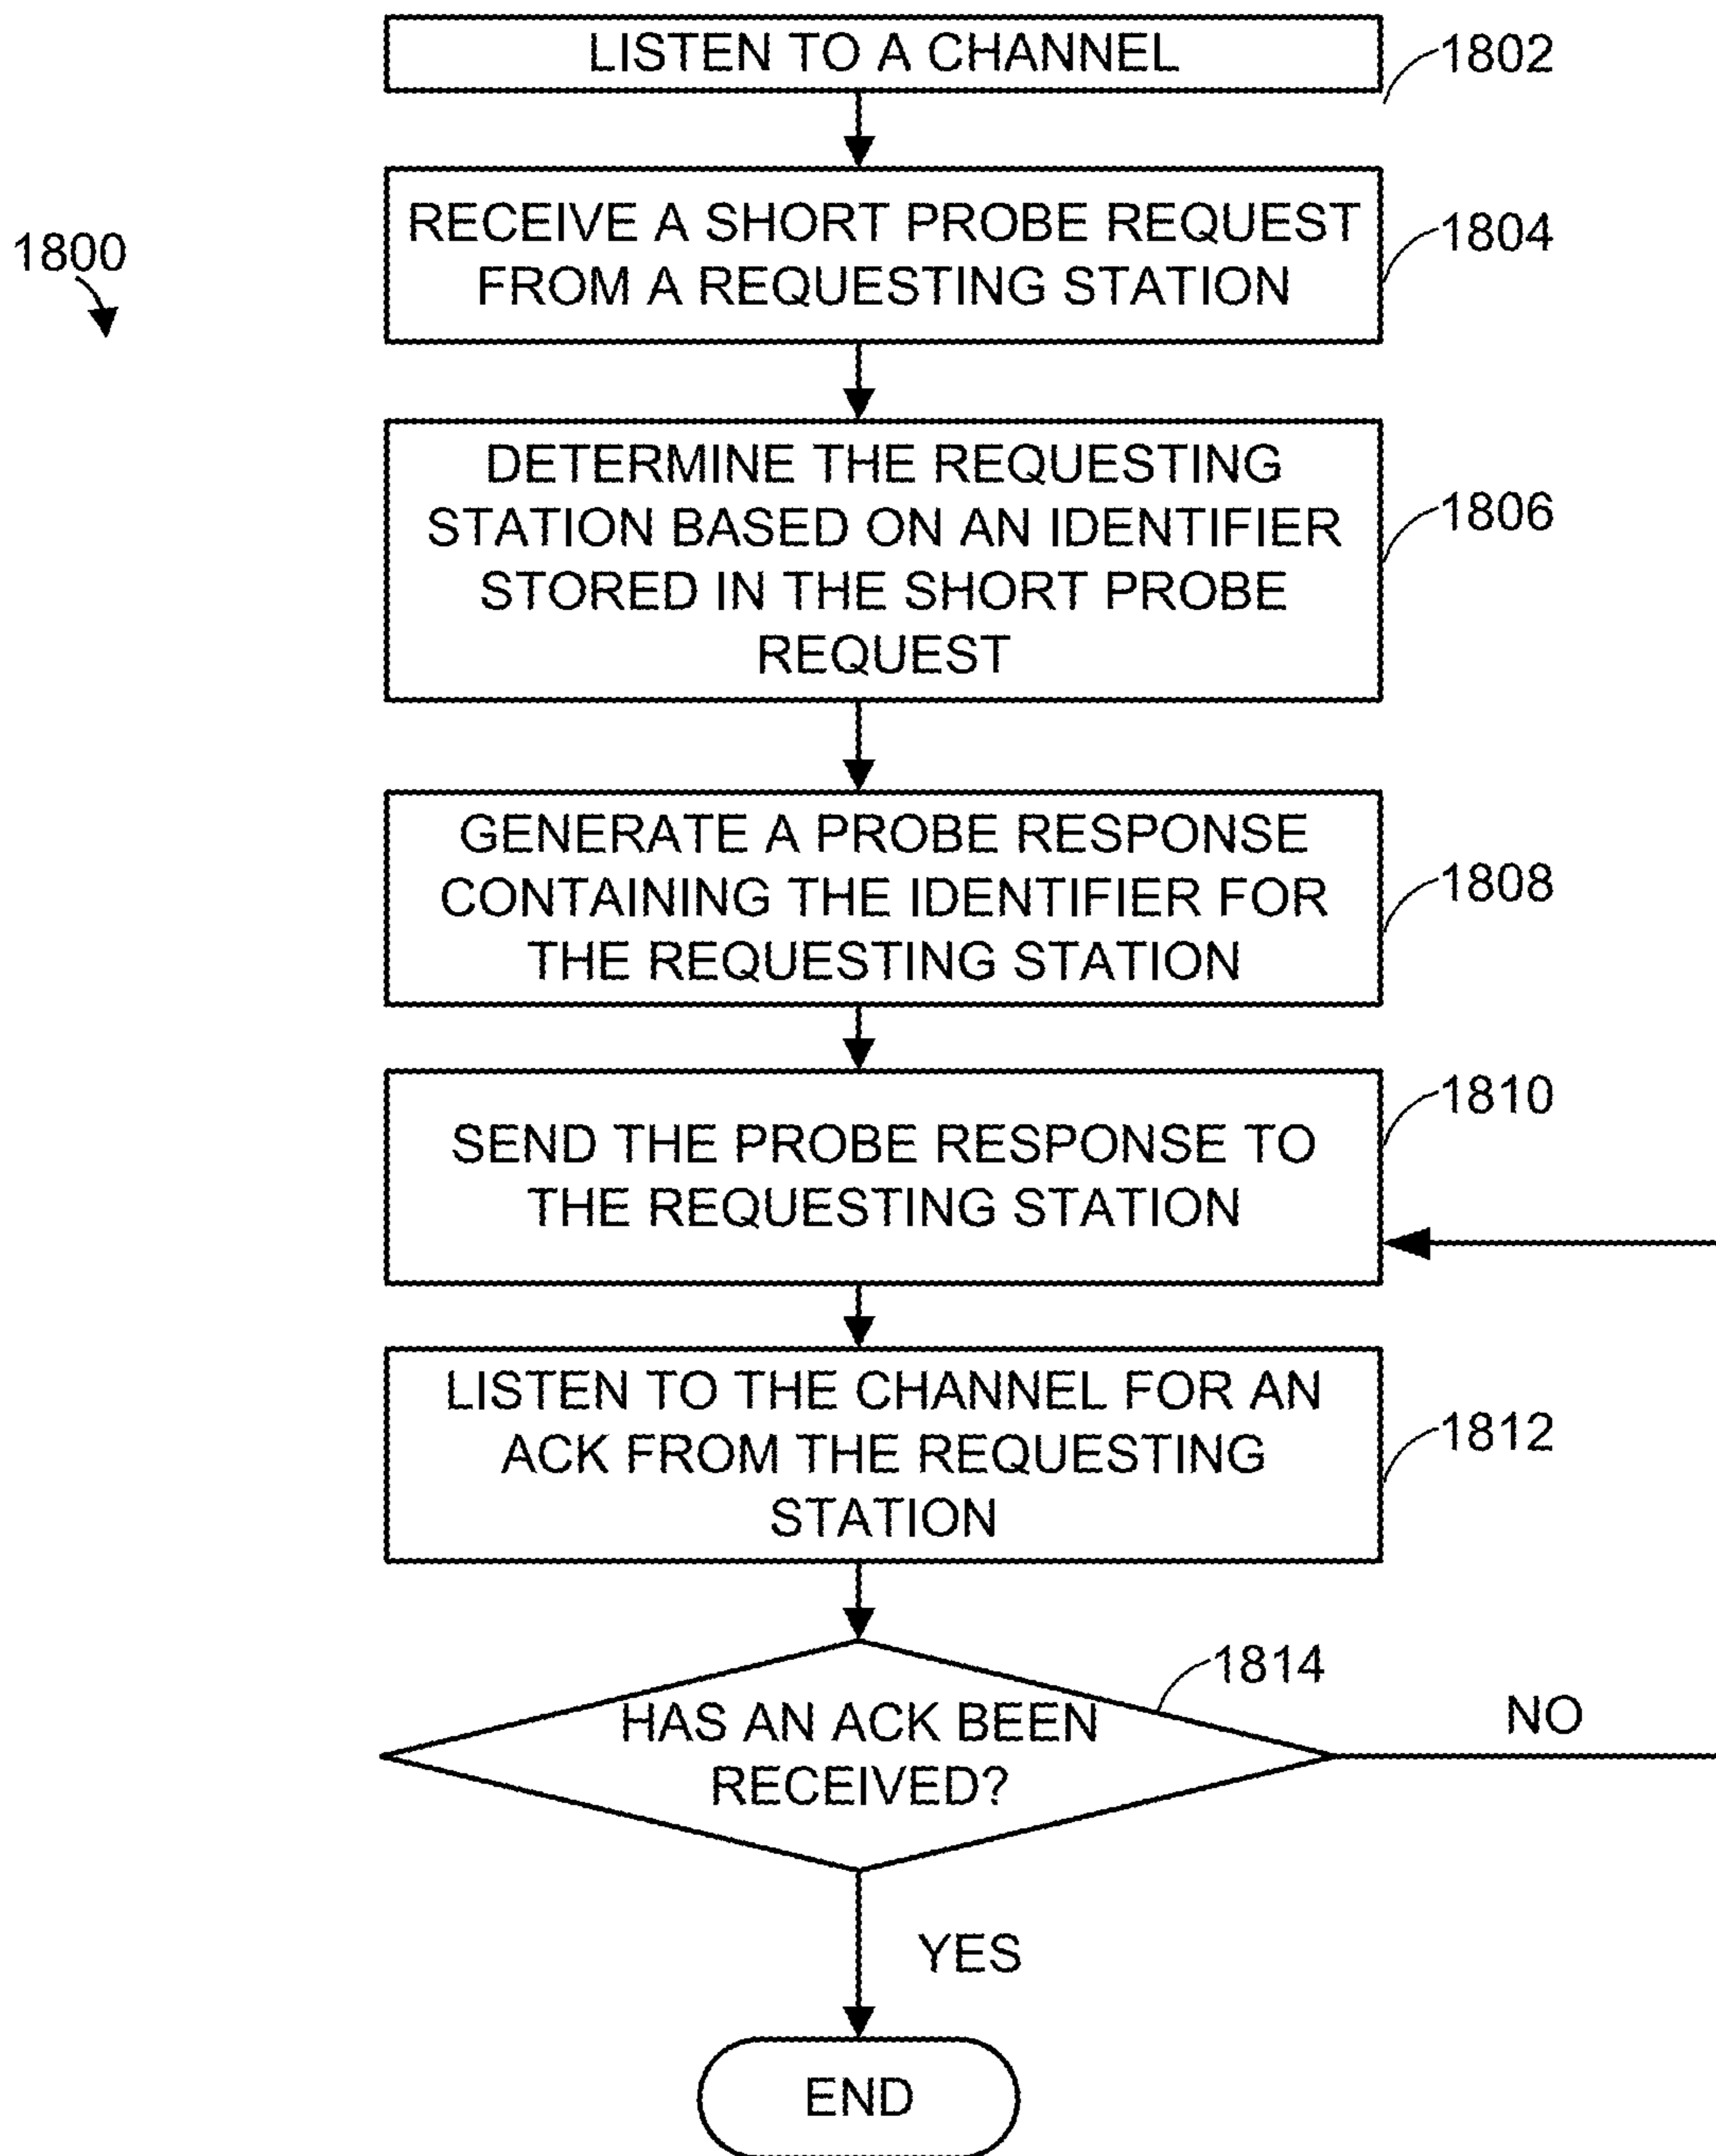 LISTEN TO A CHANNEL
1802
1800
RECEIVE A SHORT PROBE REQUEST
FROM A REQUESTING STATION
1804
DETERMINE THE REQUESTING
STATION BASED ON AN IDENTIFIER
STORED IN THE SHORT PROBE
REQUEST
1806
GENERATE A PROBE RESPONSE
CONTAINING THE IDENTIFIER FOR
THE REQUESTING STATION
1808
SEND THE PROBE RESPONSE TO
THE REQUESTING STATION
1810
LISTEN TO THE CHANNEL FOR AN
ACK FROM THE REQUESTING
STATION
1812
HAS AN ACK BEEN
RECEIVED?
1814
NO
YES
END